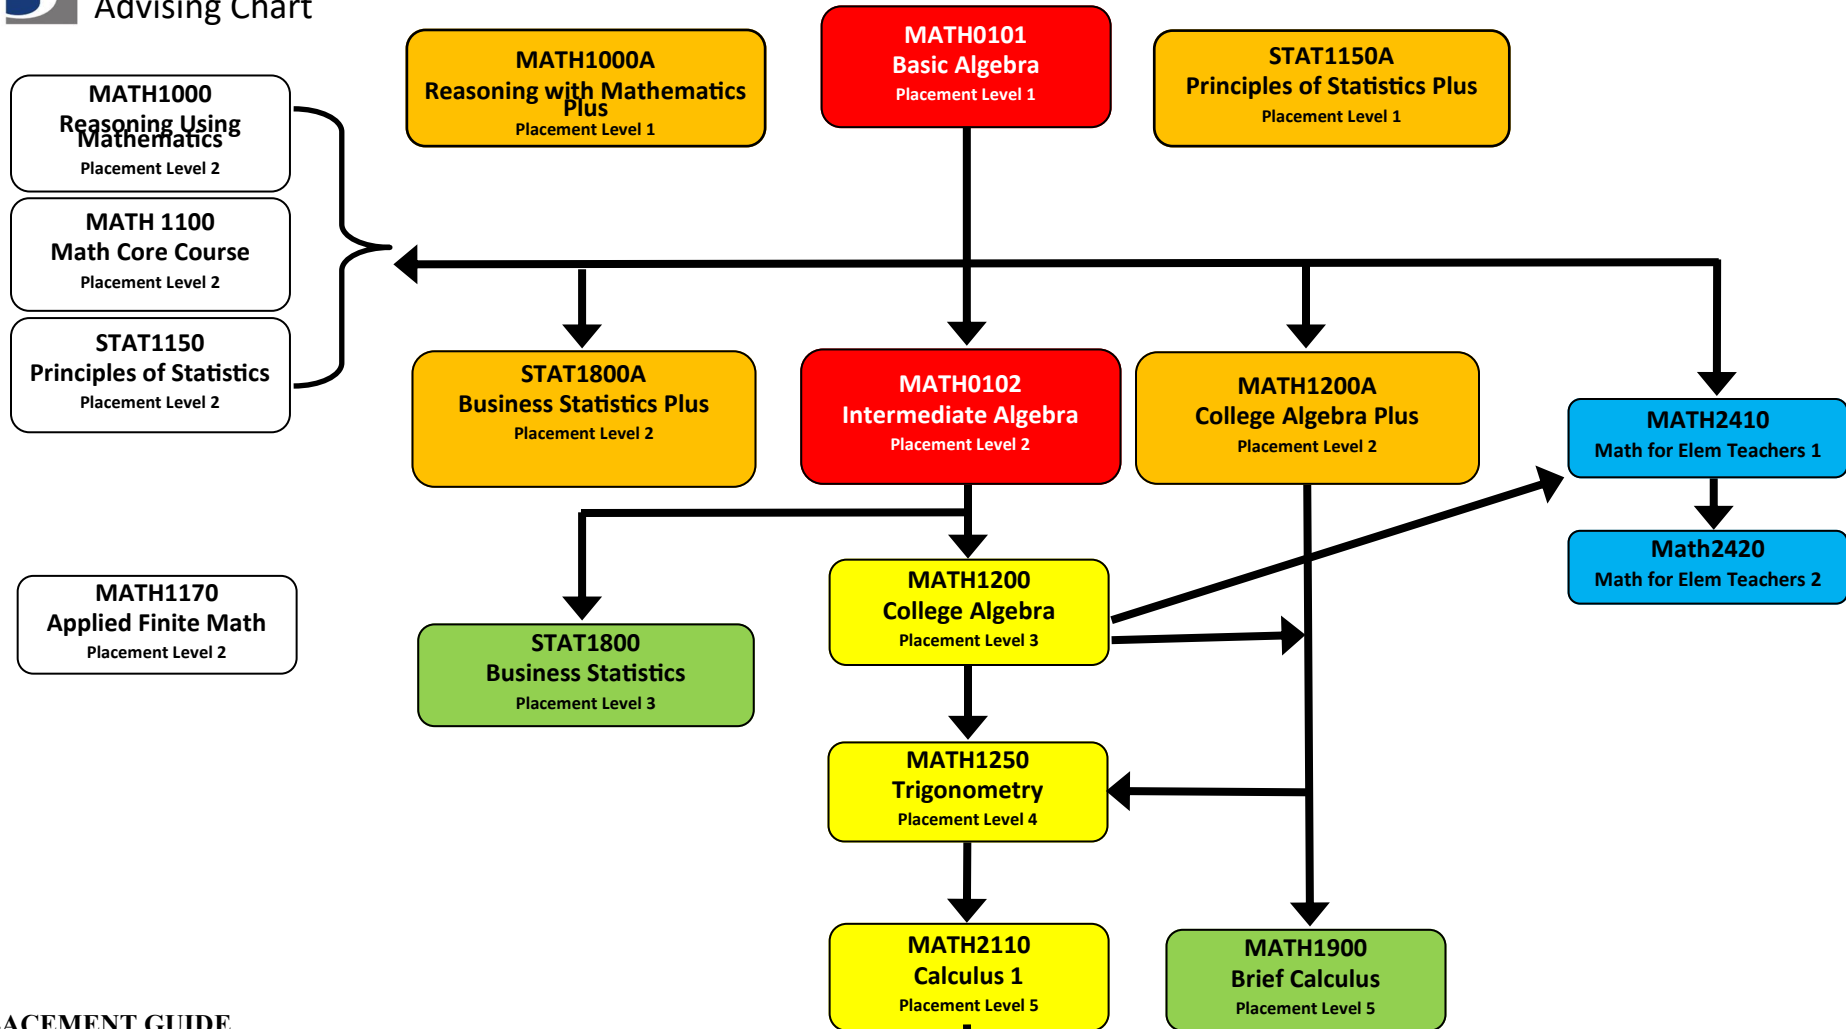 Advising Chart
MATH0101
Basic Algebra
Placement Level 1
MATH1000A
Reasoning with Mathematics
Plus
Placement Level 1
STAT1150A
Principles of Statistics Plus
Placement Level 1
MATH1000
Reasoning Using
Mathematics
Placement Level 2
MATH 1100
Math Core Course
Placement Level 2
STAT1150
Principles of Statistics
Placement Level 2
STAT1800A
Business Statistics Plus
Placement Level 2
MATH0102
Intermediate Algebra
Placement Level 2
MATH1200A
College Algebra Plus
Placement Level 2
MATH2410
Math for Elem Teachers 1
Math2420
Math for Elem Teachers 2
MATH1170
Applied Finite Math
Placement Level 2
STAT1800
Business Statistics
Placement Level 3
MATH1200
College Algebra
Placement Level 3
MATH1250
Trigonometry
Placement Level 4
MATH2110
Calculus 1
Placement Level 5
MATH1900
Brief Calculus
Placement Level 5
ACEMENT GUIDE